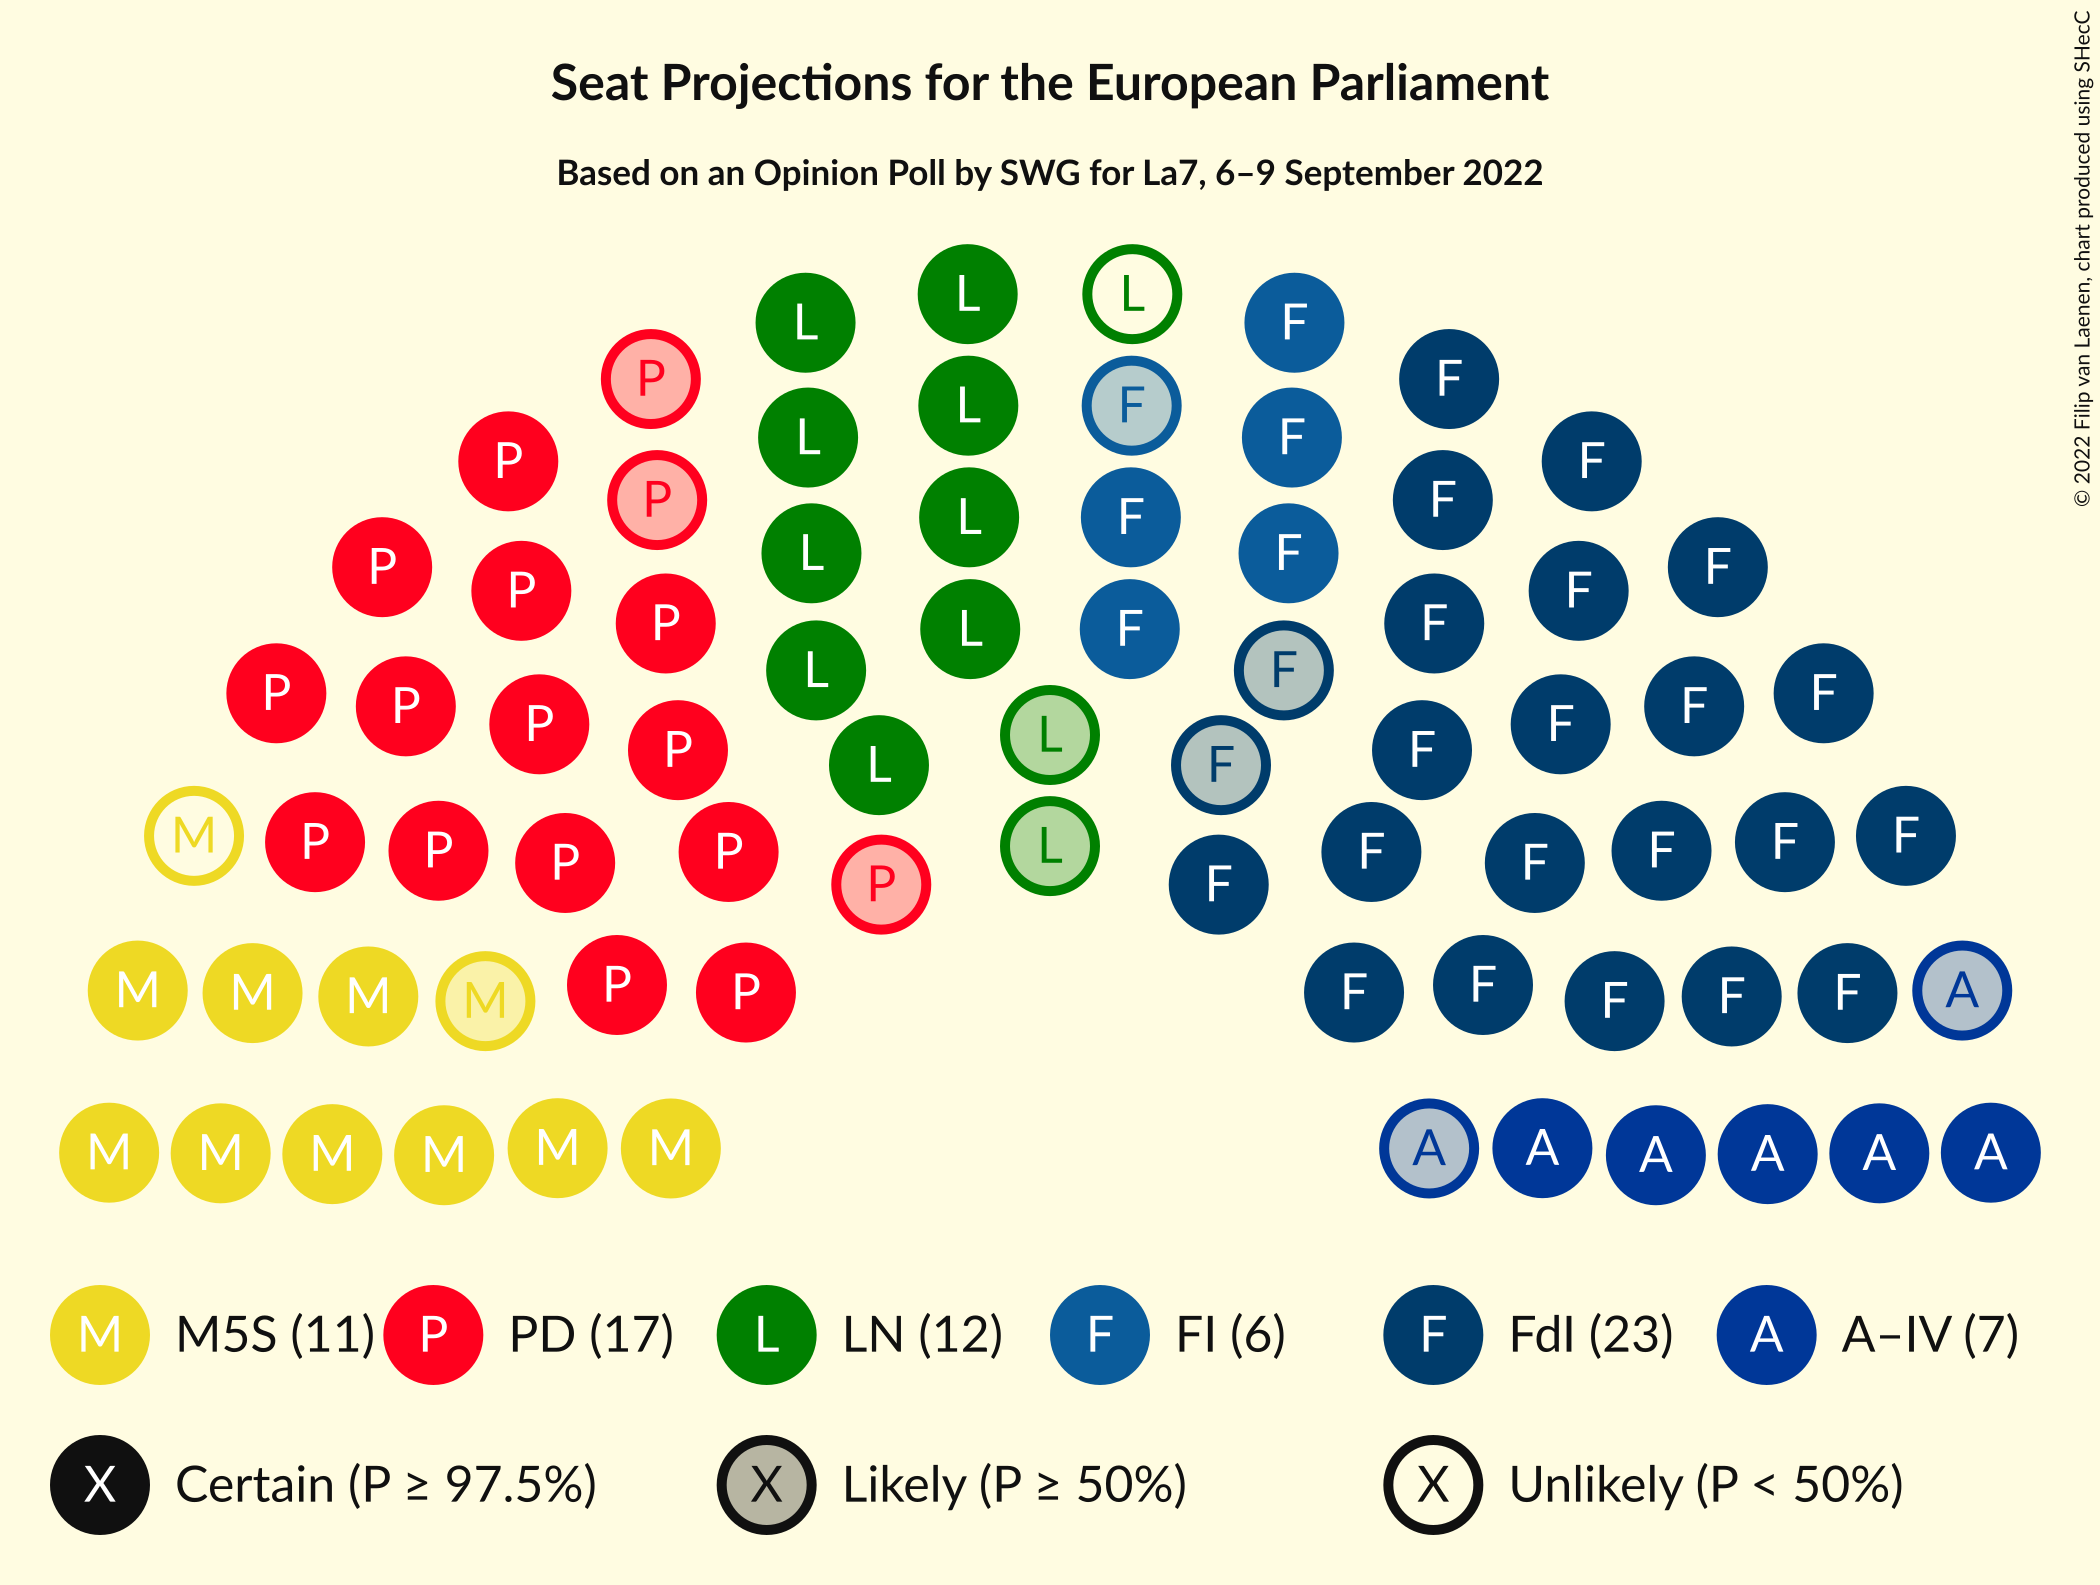 Seat Projections for the European Parliament
Based on an Opinion Poll by SWG for La7, 6–9 September 2022
© 2022 Filip van Laenen, chart produced using SHecC
L L L
L F
P L F F
P L F
P L F F
P L F F
P L F
P P F F
P L F
P L F F
P P P P L F F F F F
L
L F
M P P P P L F F F F F
P F
M M M M P P F F F F F A
M M M M M M A A A A A A
M M5S (11) P PD (17) L LN (12) F FI (6) F FdI (23) A A–IV (7)
X Certain (P ≥ 97.5%) X Likely (P ≥ 50%) X Unlikely (P < 50%)